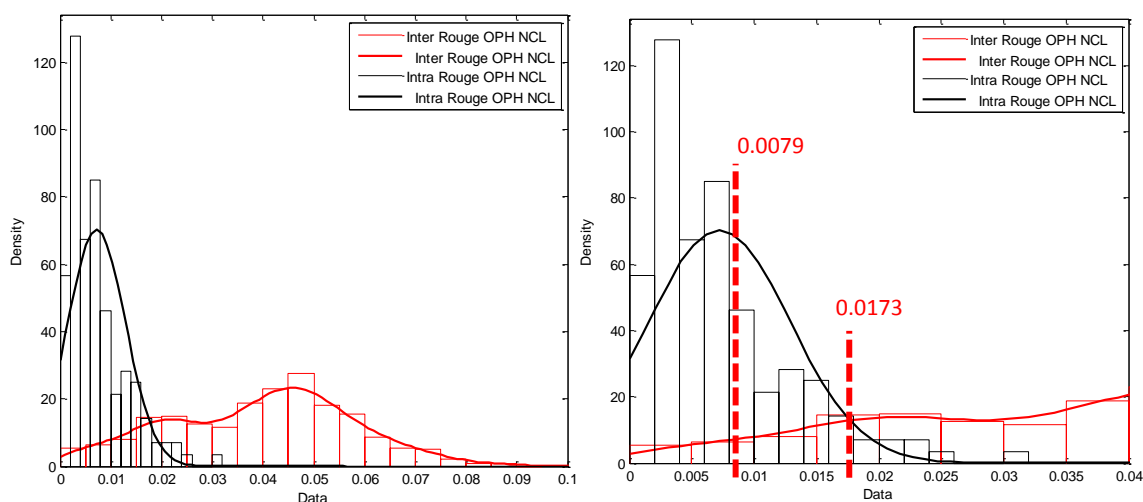 Inter Rouge OPH NCL
Inter Rouge OPH NCL
Intra Rouge OPH NCL
Intra Rouge OPH NCL
120
100
80
60
40
20
0
Density
0 0.01 0.02 0.03 0.04 0.05 0.06 0.07 0.08 0.09 0.1
Data
Inter Rouge OPH NCL
Inter Rouge OPH NCL
Intra Rouge OPH NCL
Intra Rouge OPH NCL
0.0079
0.0173
120
100
80
60
40
20
0
Density
0 0.005 0.01 0.015 0.02 0.025 0.03 0.035 0.04
Data